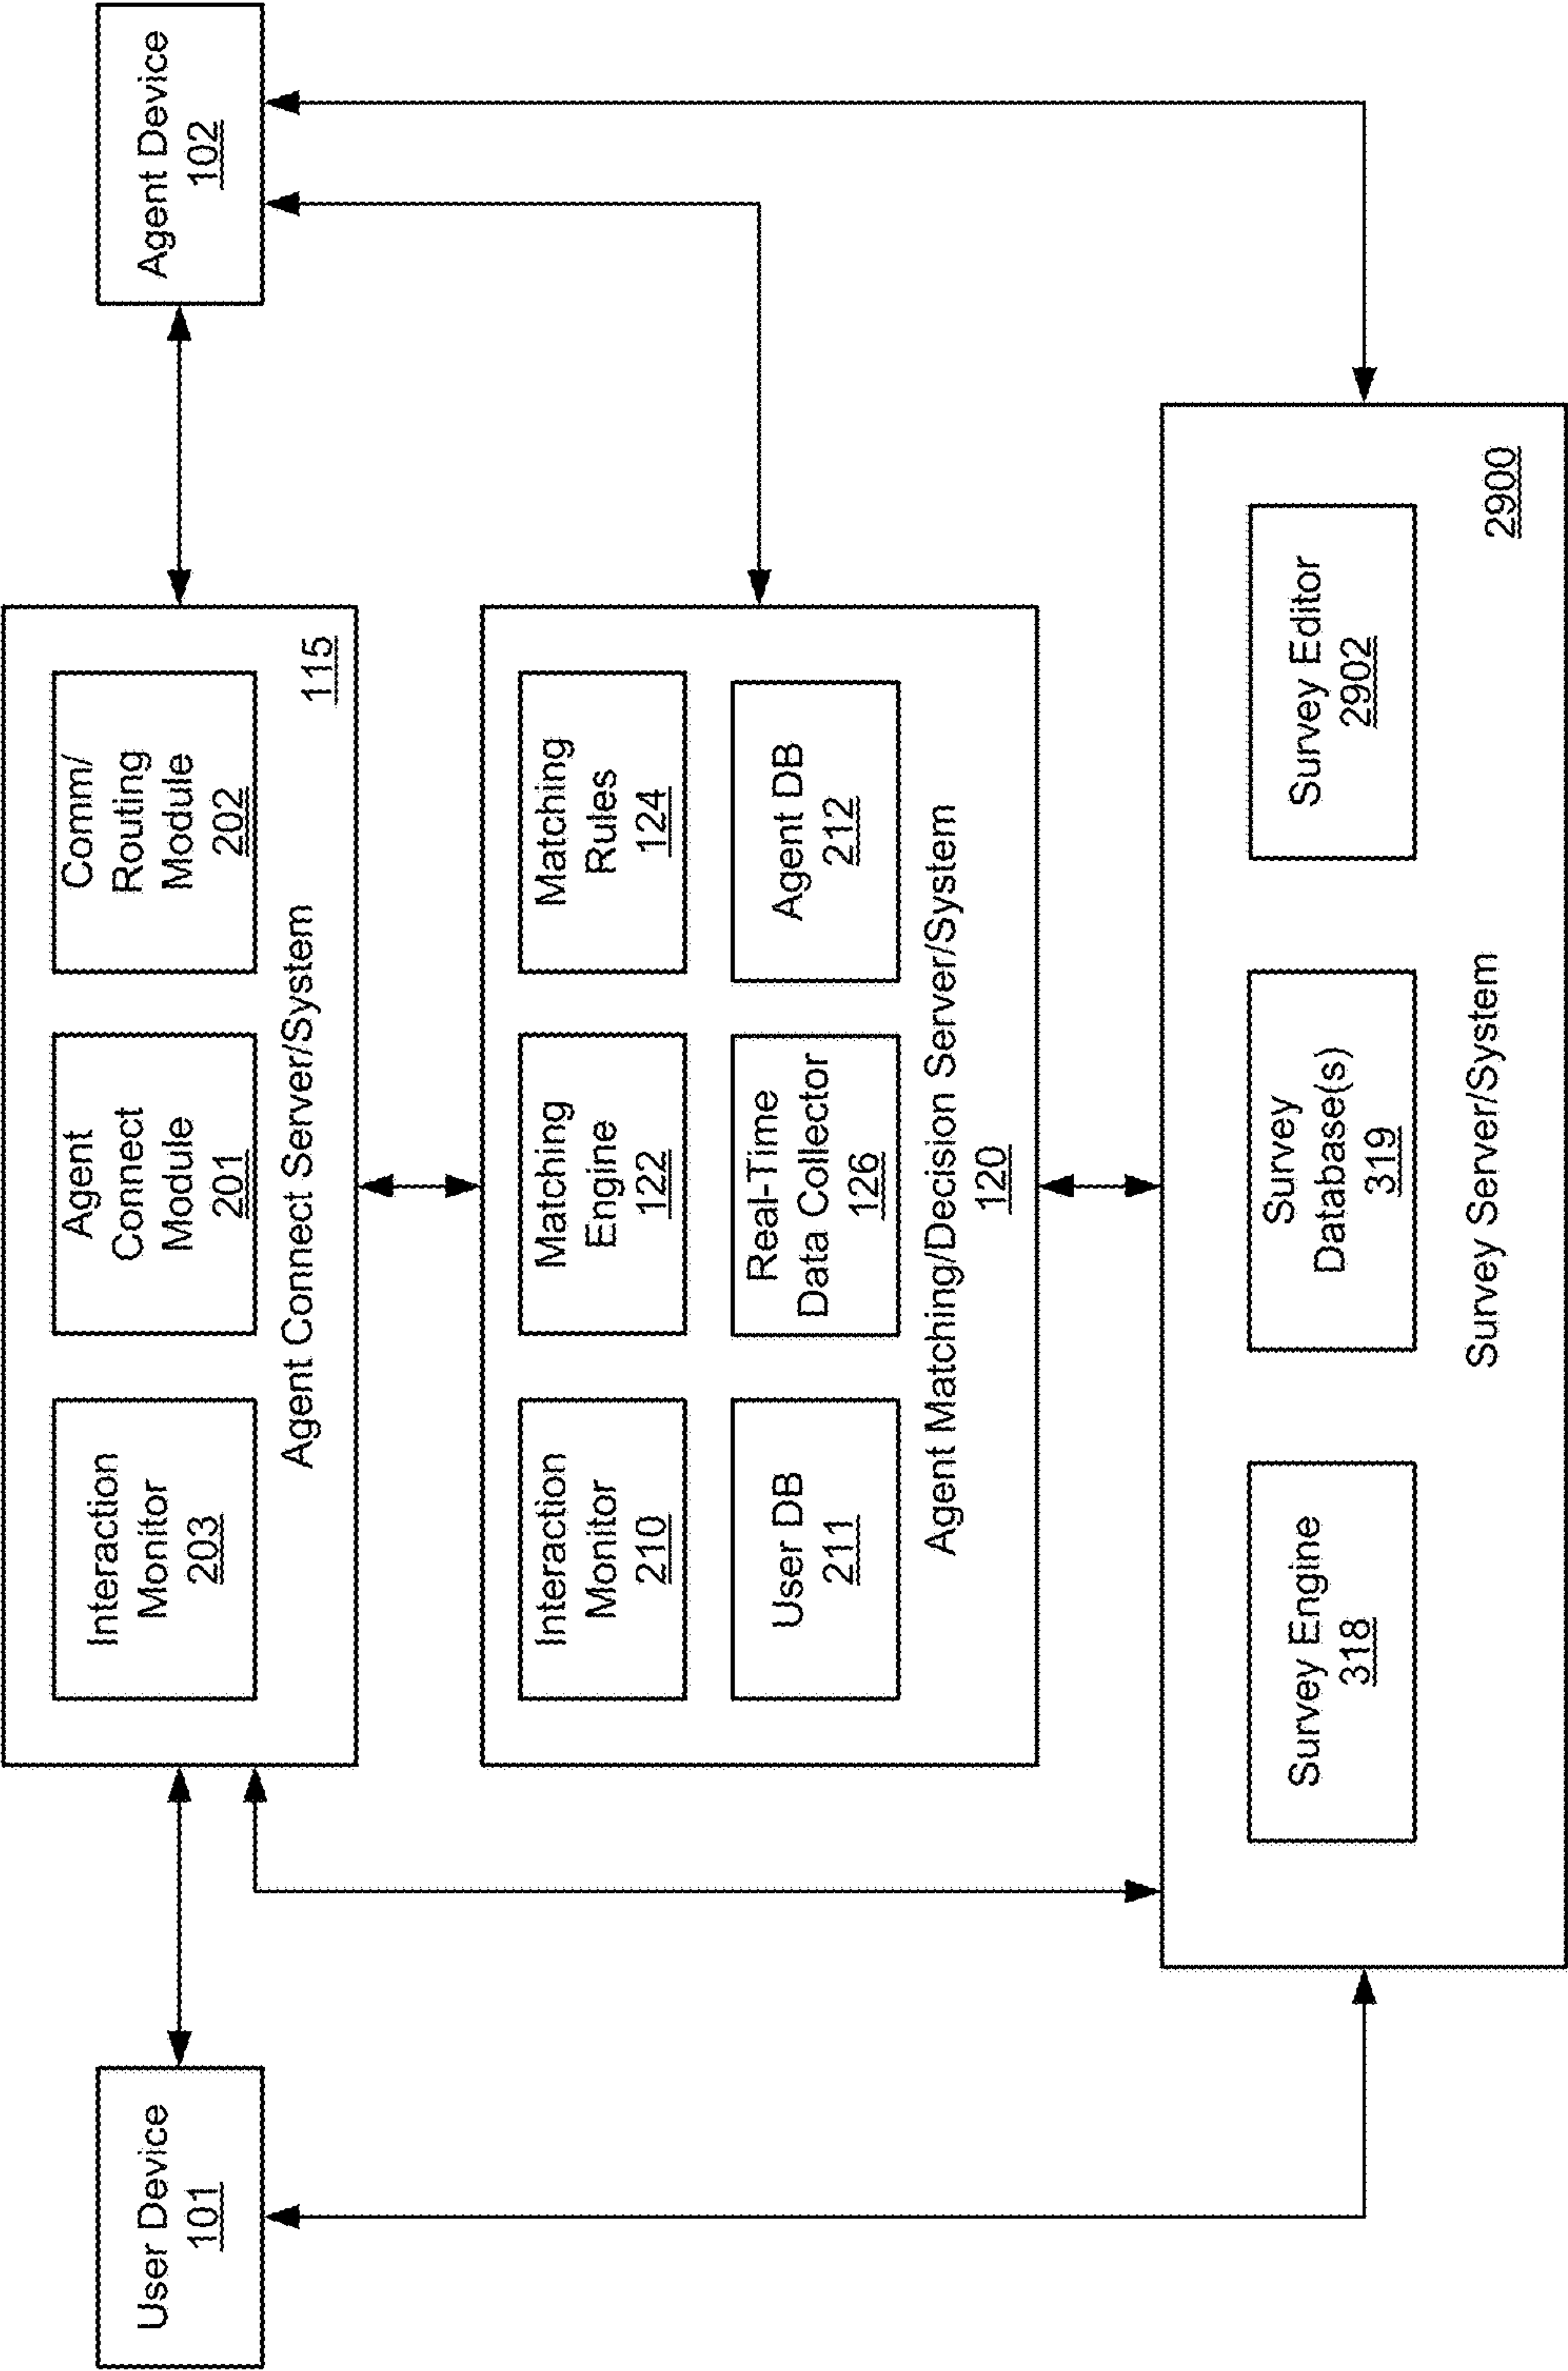 User Device
101
Interaction
Monitor
203
Agent
Connect
Module
201
Comm/
Routing
Module
202
Agent Connect Server/System
115
Agent Device
102
Interaction
Monitor
210
Matching
Engine
122
Matching
Rules
124
User DB
211
Real-Time
Data Collector
126
Agent DB
212
Agent Matching/Decision Server/System
120
Survey Engine
318
Survey
Database(s)
319
Survey Editor
2902
Survey Server/System
2900